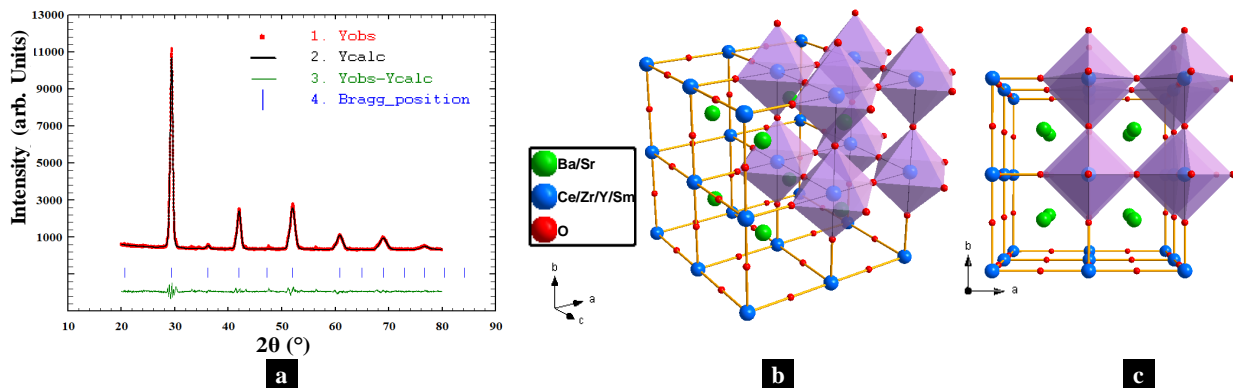 13000
11000
9000
7000
5000
3000
1000
Intensity (arb. Units)
1. Yobs
2. Ycalc
3. Yobs-Ycalc
4. Bragg_position
10 20 30 40 50 60 70 80 90
2θ (°)
a
Ba/Sr
Ce/Zr/Y/Sm
O
b
a
c
b
b
a
c